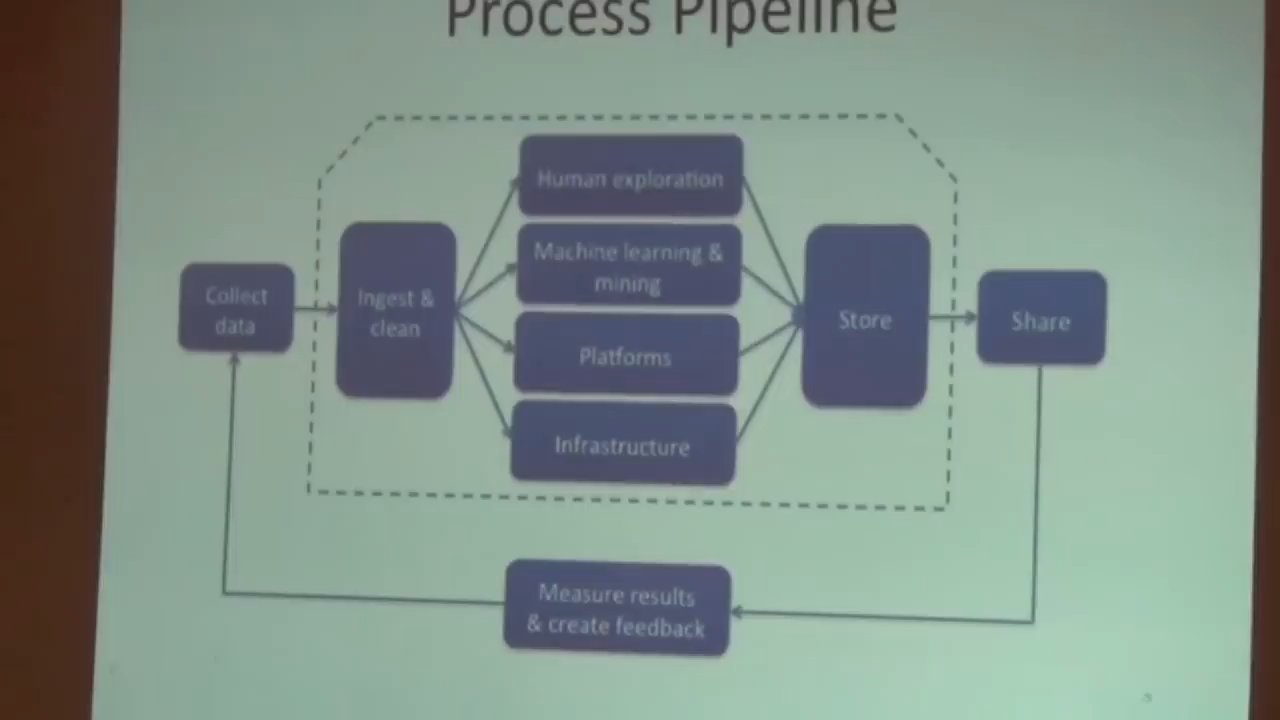 Process Pipeline
Human exploration
Machine learning &
mining
Collect
data
Ingest &
clean
Platforms
Infrastructure
Store
Share
Measure results
& create feedback